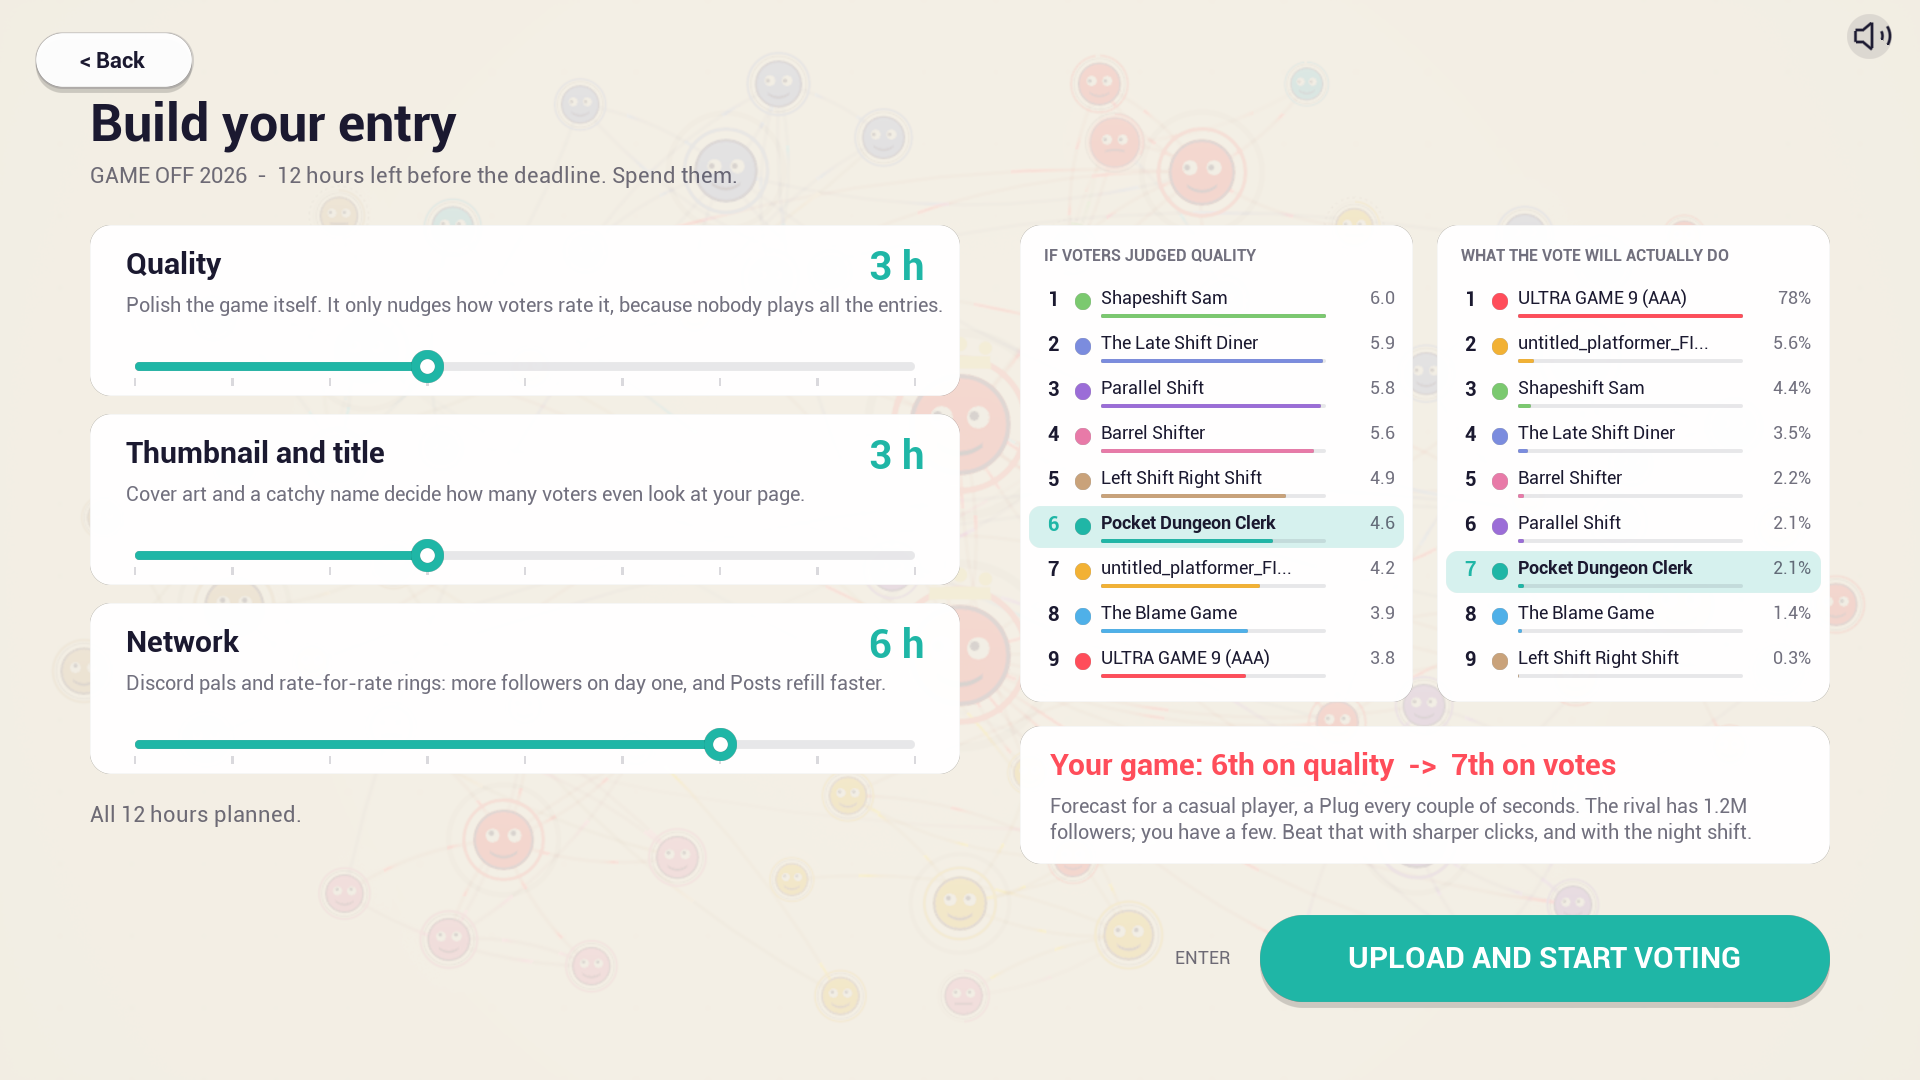 < Back
Build your entry
GAME OFF 2026 - 12 hours left before the deadline. Spend them.
Quality
3 h
Polish the game itself. It only nudges how voters rate it, because nobody plays all the entries.
Thumbnail and title
3 h
Cover art and a catchy name decide how many voters even look at your page.
Network
6 h
Discord pals and rate-for-rate rings: more followers on day one, and Posts refill faster.
All 12 hours planned.
IF VOTERS JUDGED QUALITY
1 Shapeshift Sam 6.0
2 The Late Shift Diner 5.9
3 Parallel Shift 5.8
4 Barrel Shifter 5.6
5 Left Shift Right Shift 4.9
6 Pocket Dungeon Clerk 4.6
7 untitled_platformer_FI... 4.2
8 The Blame Game 3.9
9 ULTRA GAME 9 (AAA) 3.8
WHAT THE VOTE WILL ACTUALLY DO
1 ULTRA GAME 9 (AAA) 78%
2 untitled_platformer_FI... 5.6%
3 Shapeshift Sam 4.4%
4 The Late Shift Diner 3.5%
5 Barrel Shifter 2.2%
6 Parallel Shift 2.1%
7 Pocket Dungeon Clerk 2.1%
8 The Blame Game 1.4%
9 Left Shift Right Shift 0.3%
Your game: 6th on quality -> 7th on votes
Forecast for a casual player, a Plug every couple of seconds. The rival has 1.2M
followers; you have a few. Beat that with sharper clicks, and with the night shift.
ENTER
UPLOAD AND START VOTING